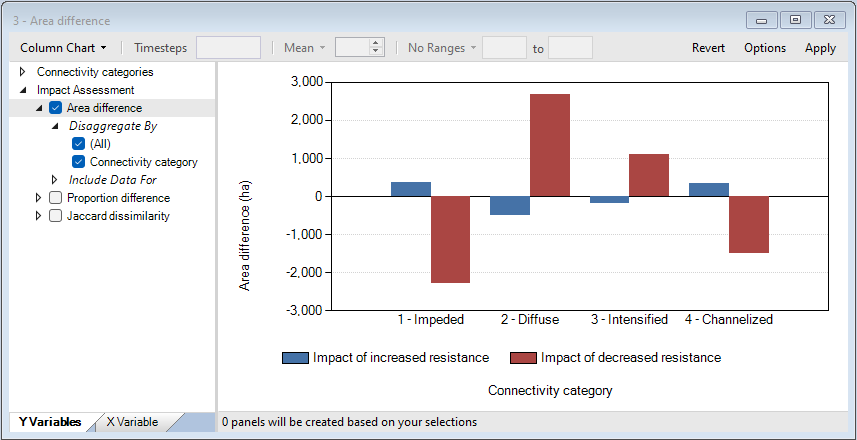 3 - Area difference
Column Chart Timesteps Mean No Ranges to Revert Options Apply
Connectivity categories
Impact Assessment
Area difference
Disaggregate By
(All)
Connectivity category
Include Data For
Proportion difference
Jaccard dissimilarity
Area difference (ha)
3,000
2,000
1,000
0
-1,000
-2,000
-3,000
1 - Impeded 2 - Diffuse 3 - Intensified 4 - Channelized
Impact of increased resistance Impact of decreased resistance
Connectivity category
Y Variables X Variable 0 panels will be created based on your selections